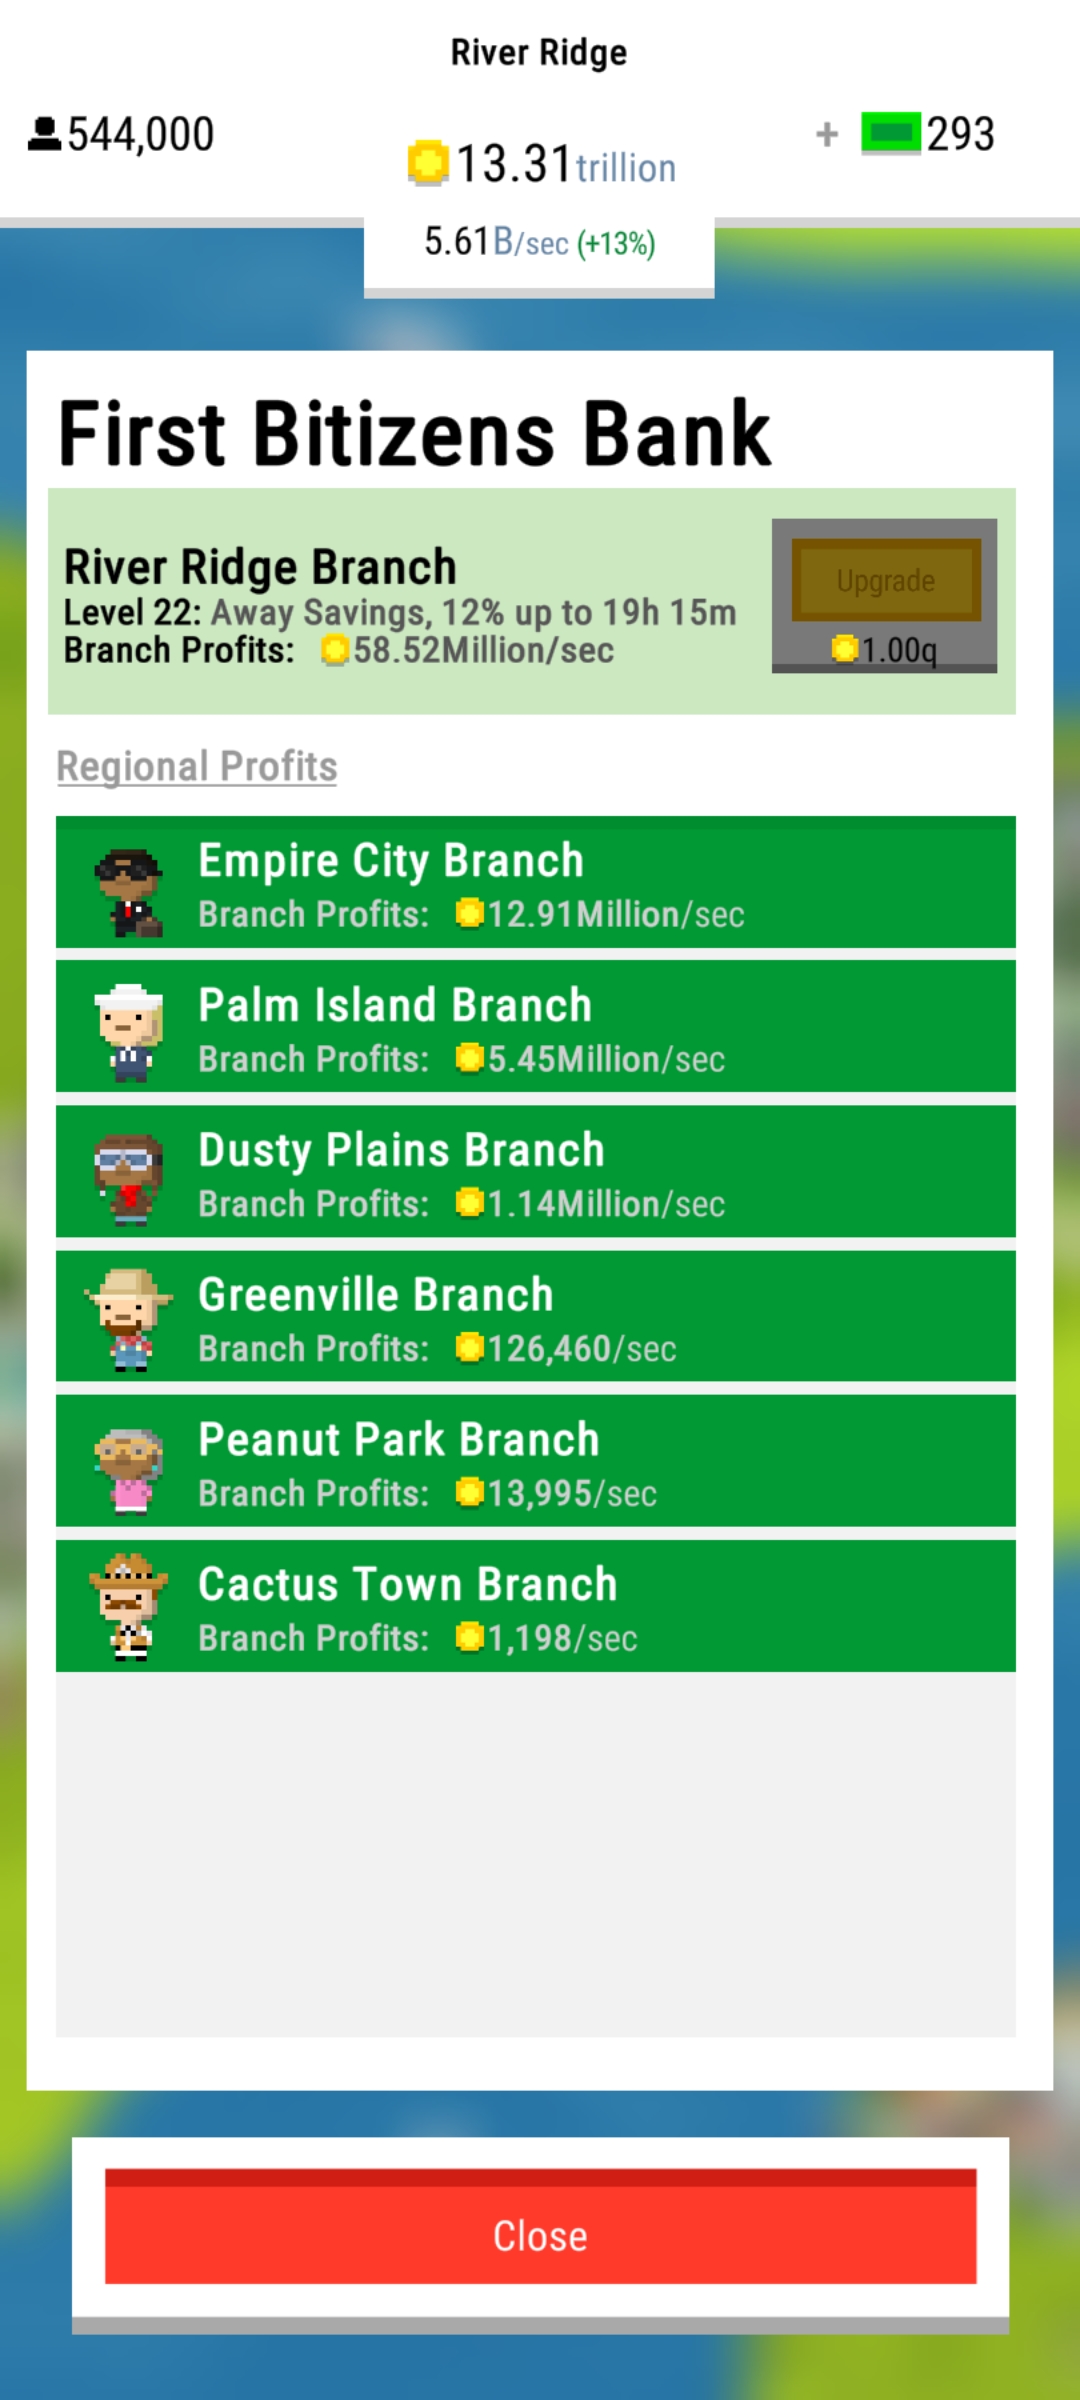 River Ridge
544,000
13.31trillion
+ 293
5.61B/sec (+13%)
First Bitizens Bank
River Ridge Branch
Level 22: Away Savings, 12% up to 19h 15m
Branch Profits: 58.52Million/sec
Upgrade
1.00q
Regional Profits
Empire City Branch
Branch Profits: 12.91Million/sec
Palm Island Branch
Branch Profits: 5.45Million/sec
Dusty Plains Branch
Branch Profits: 1.14Million/sec
Greenville Branch
Branch Profits: 126,460/sec
Peanut Park Branch
Branch Profits: 13,995/sec
Cactus Town Branch
Branch Profits: 1,198/sec
Close